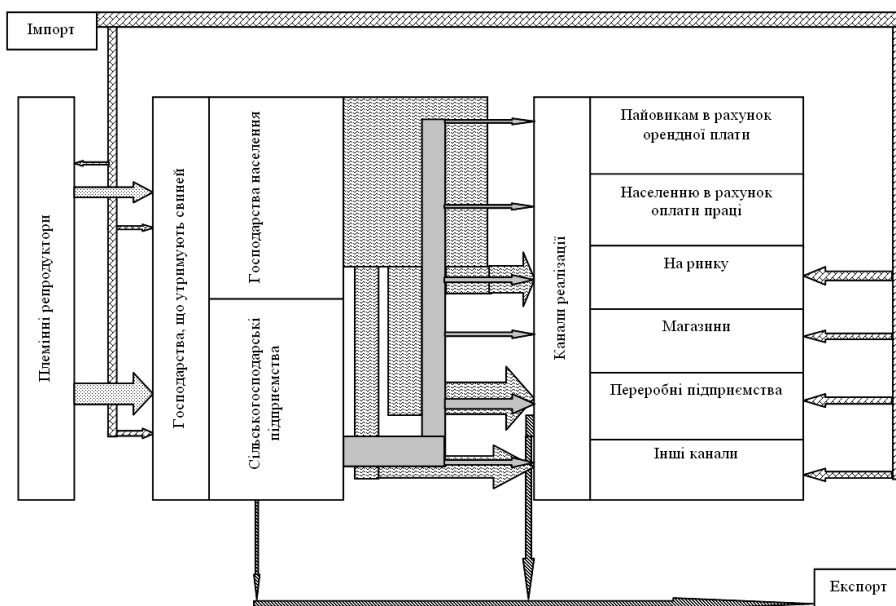 Імпорт
Племінні репродуктори
Господарства, що утримують свиней
Господарства населення
Сільськогосподарські
підприємства
Канали реалізації
Пайовикам в рахунок
орендної плати
Населенню в рахунок
оплати праці
На ринку
Магазини
Переробні підприємства
Інші канали
Експорт